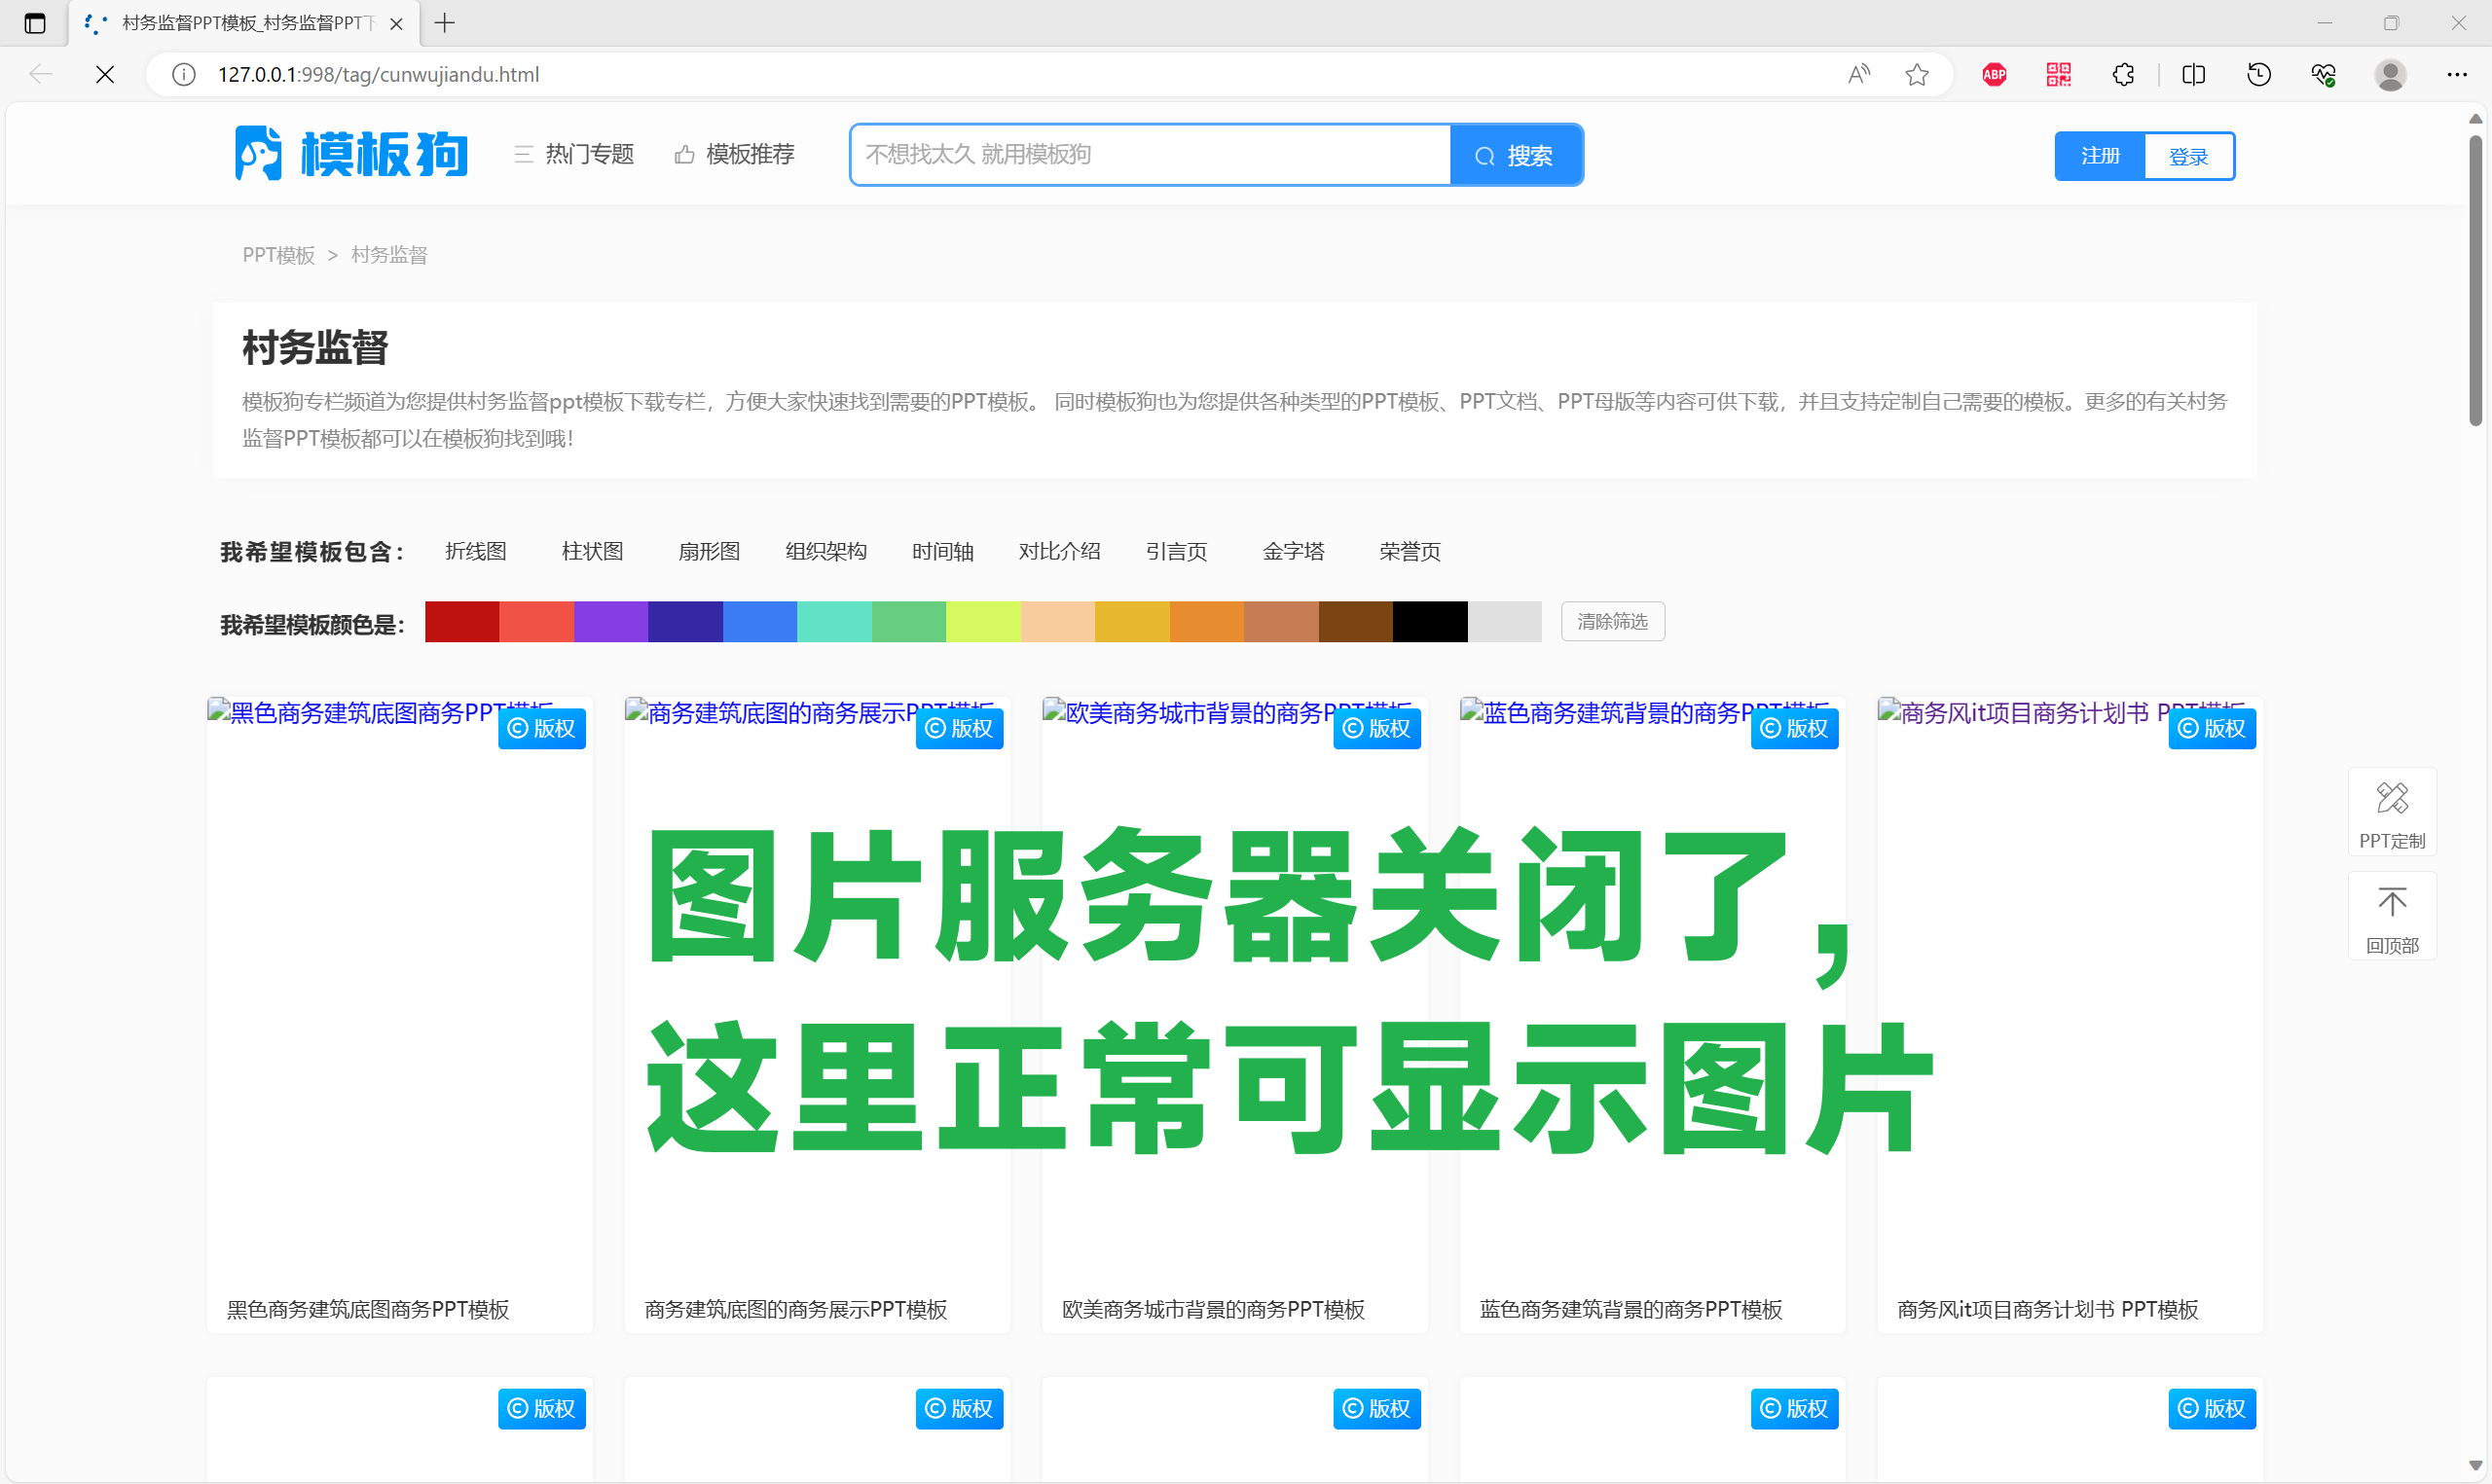 村务监督PPT模板_村务监督PPT下
127.0.0.1:998/tag/cunwujiandu.html
ABP
模板狗
热门专题
模板推荐
不想找太久 就用模板狗
搜索
注册
登录
PPT模板 > 村务监督
村务监督
模板狗专栏频道为您提供村务监督ppt模板下载专栏，方便大家快速找到需要的PPT模板。 同时模板狗也为您提供各种类型的PPT模板、PPT文档、PPT母版等内容可供下载，并且支持定制自己需要的模板。更多的有关村务
监督PPT模板都可以在模板狗找到哦！
我希望模板包含： 折线图 柱状图 扇形图 组织架构 时间轴 对比介绍 引言页 金字塔 荣誉页
我希望模板颜色是： 清除筛选
黑色商务建筑底图商务PPT模板
©版权
商务建筑底图的商务展示PPT模板
©版权
欧美商务城市背景的商务PPT模板
©版权
蓝色商务建筑背景的商务PPT模板
©版权
商务风it项目商务计划书 PPT模板
©版权
图片服务器关闭了，
这里正常可显示图片
PPT定制
回顶部
黑色商务建筑底图商务PPT模板
商务建筑底图的商务展示PPT模板
欧美商务城市背景的商务PPT模板
蓝色商务建筑背景的商务PPT模板
商务风it项目商务计划书 PPT模板
©版权
©版权
©版权
©版权
©版权